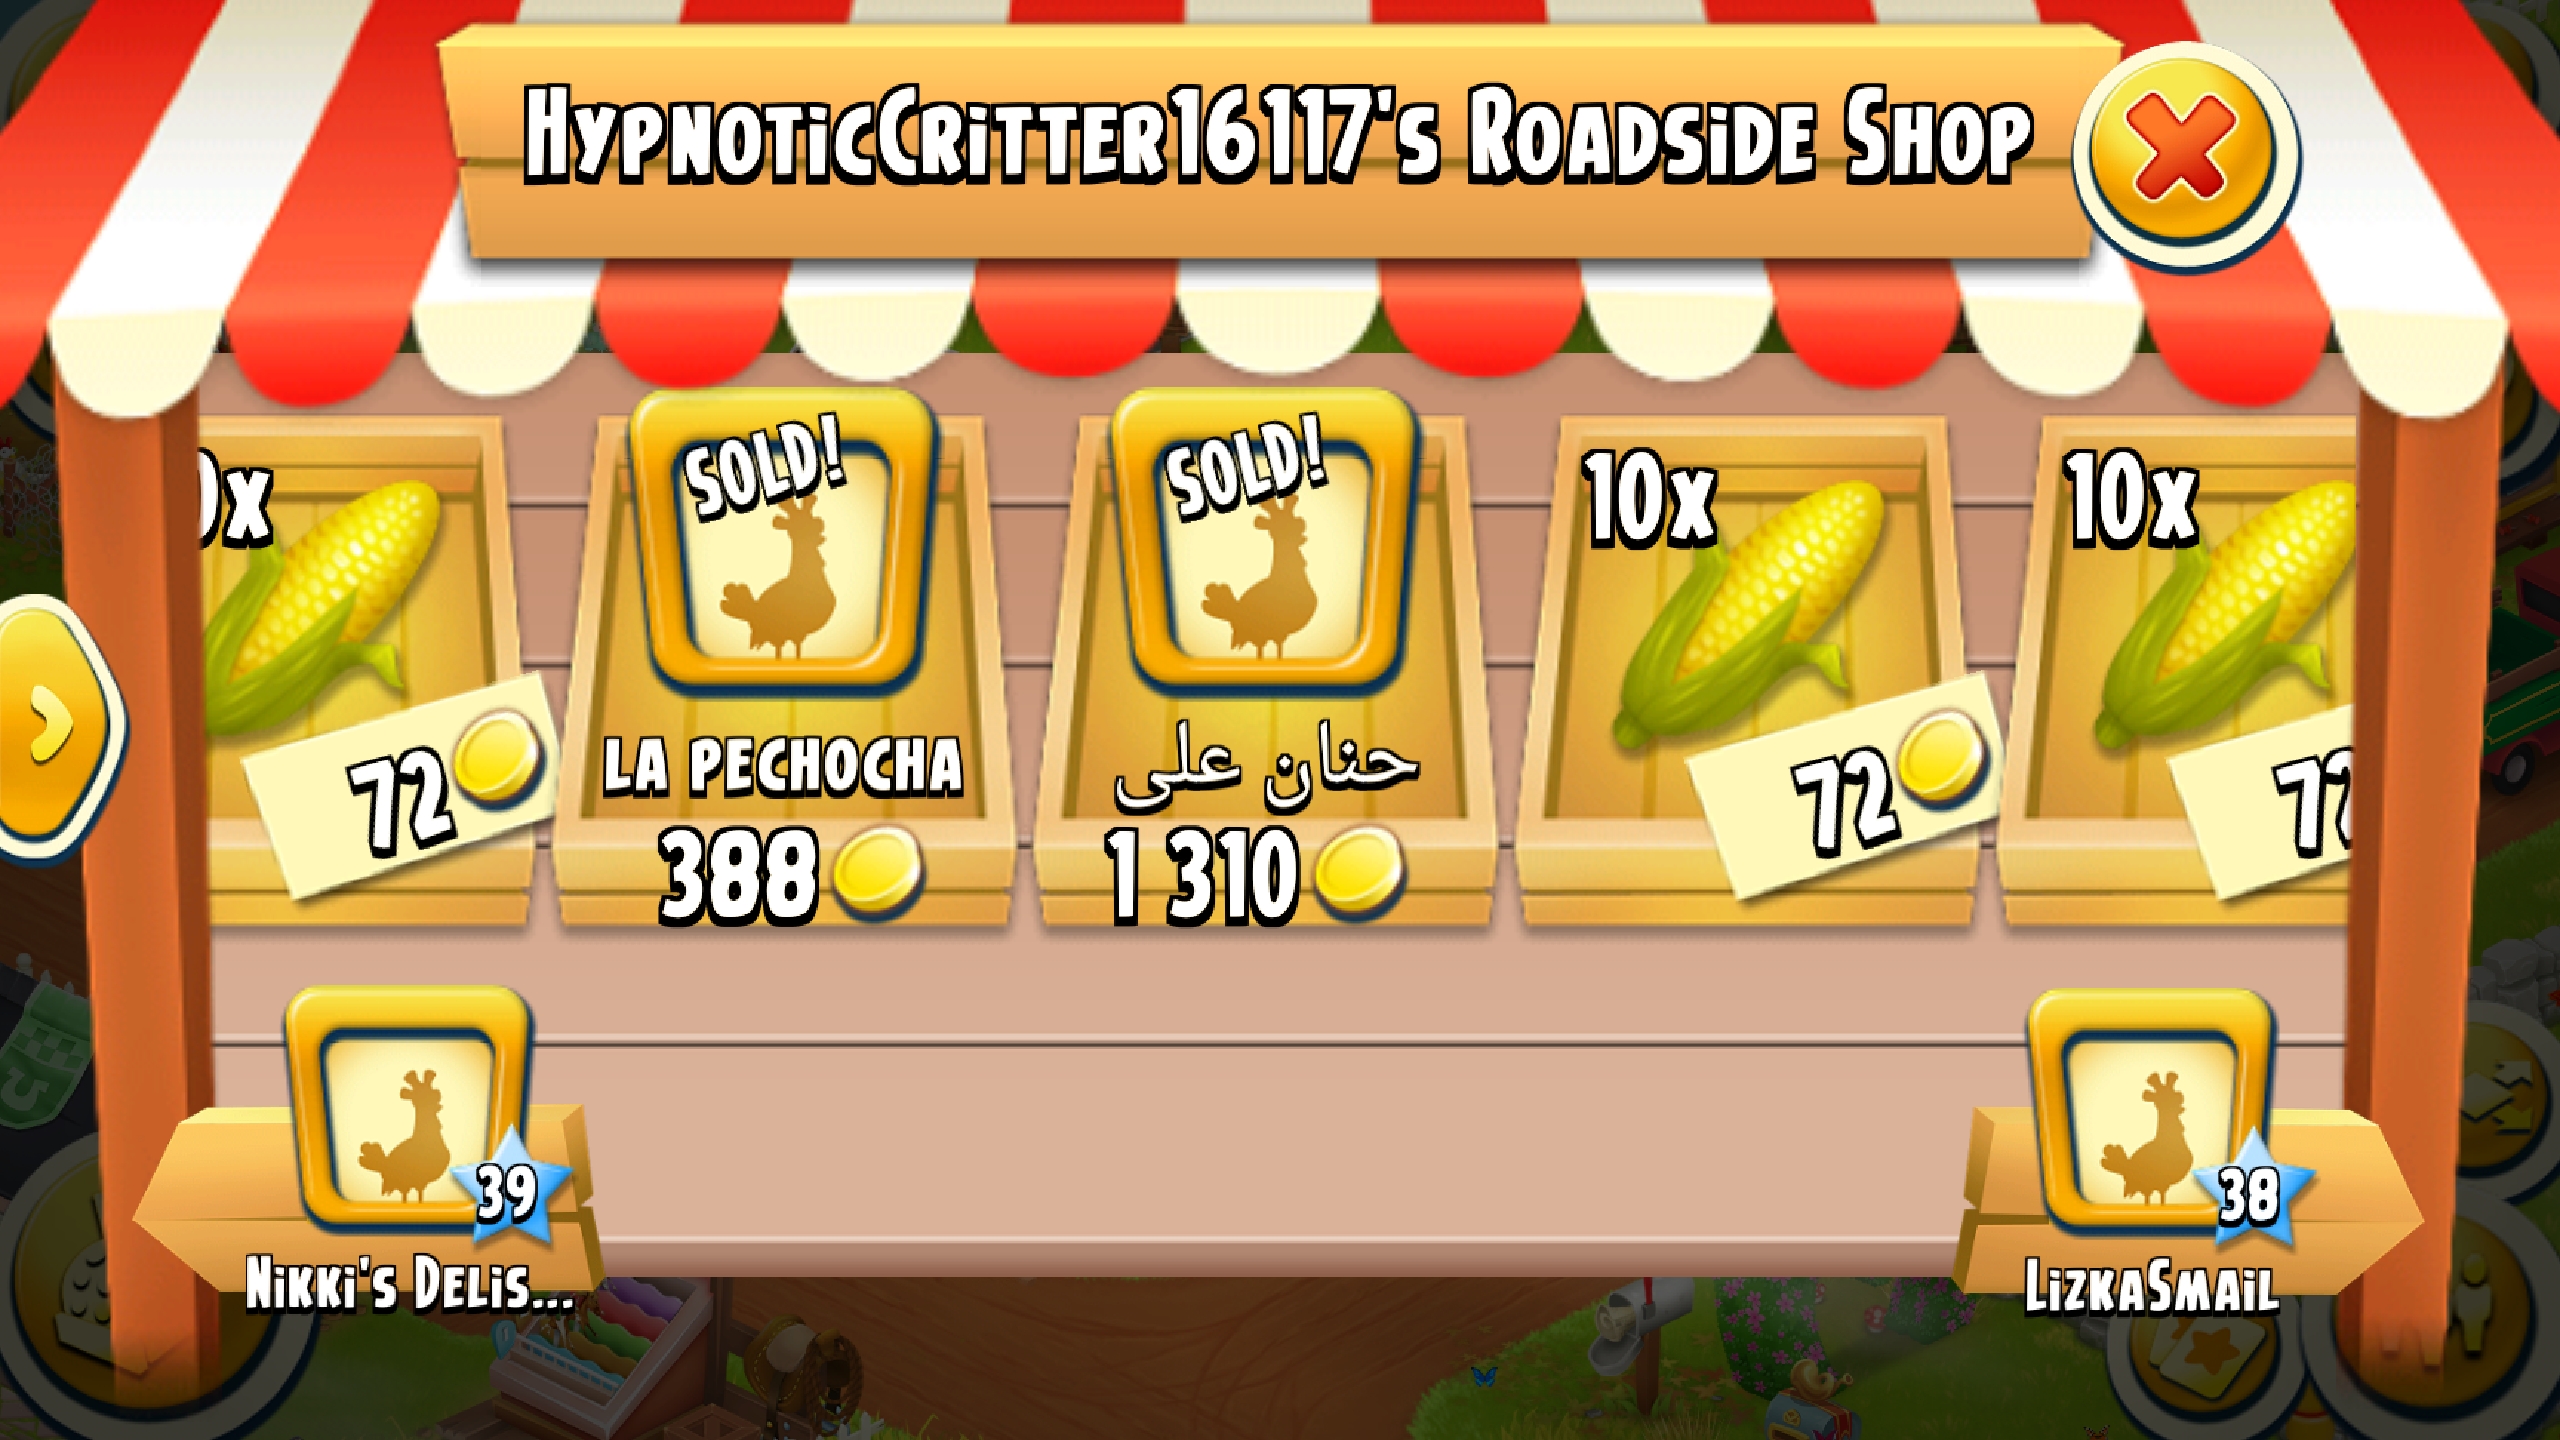 HypnoticCritter16117's Roadside Shop
SOLD!
SOLD!
10x
10x
LA PECHOCHA
حنان على
72
388
1 310
72
39
38
Nikki's Delis...
LizkaSmail